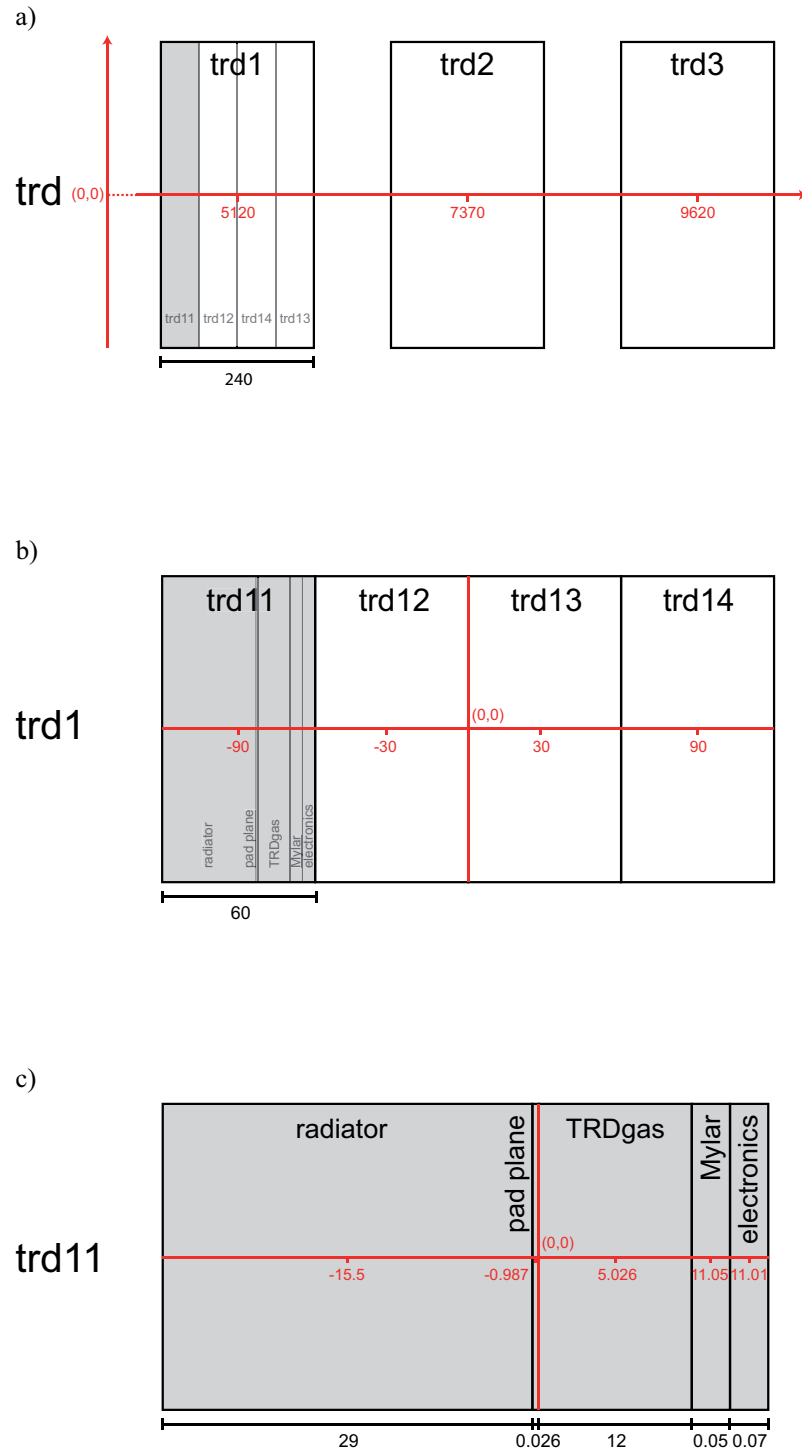 a)
trd1 trd2 trd3
trd (0,0)
5120 7370 9620
trd11 trd12 trd14 trd13
240
b)
trd11 trd12 trd13 trd14
trd1
(0,0)
-90 -30 30 90
radiator
pad plane
TRDgas
Mylar
electronics
60
c)
radiator
pad plane
TRDgas
Mylar
electronics
trd11
(0,0)
-15.5 -0.987 5.026 11.05 11.01
29 0.026 12 0.05 0.07